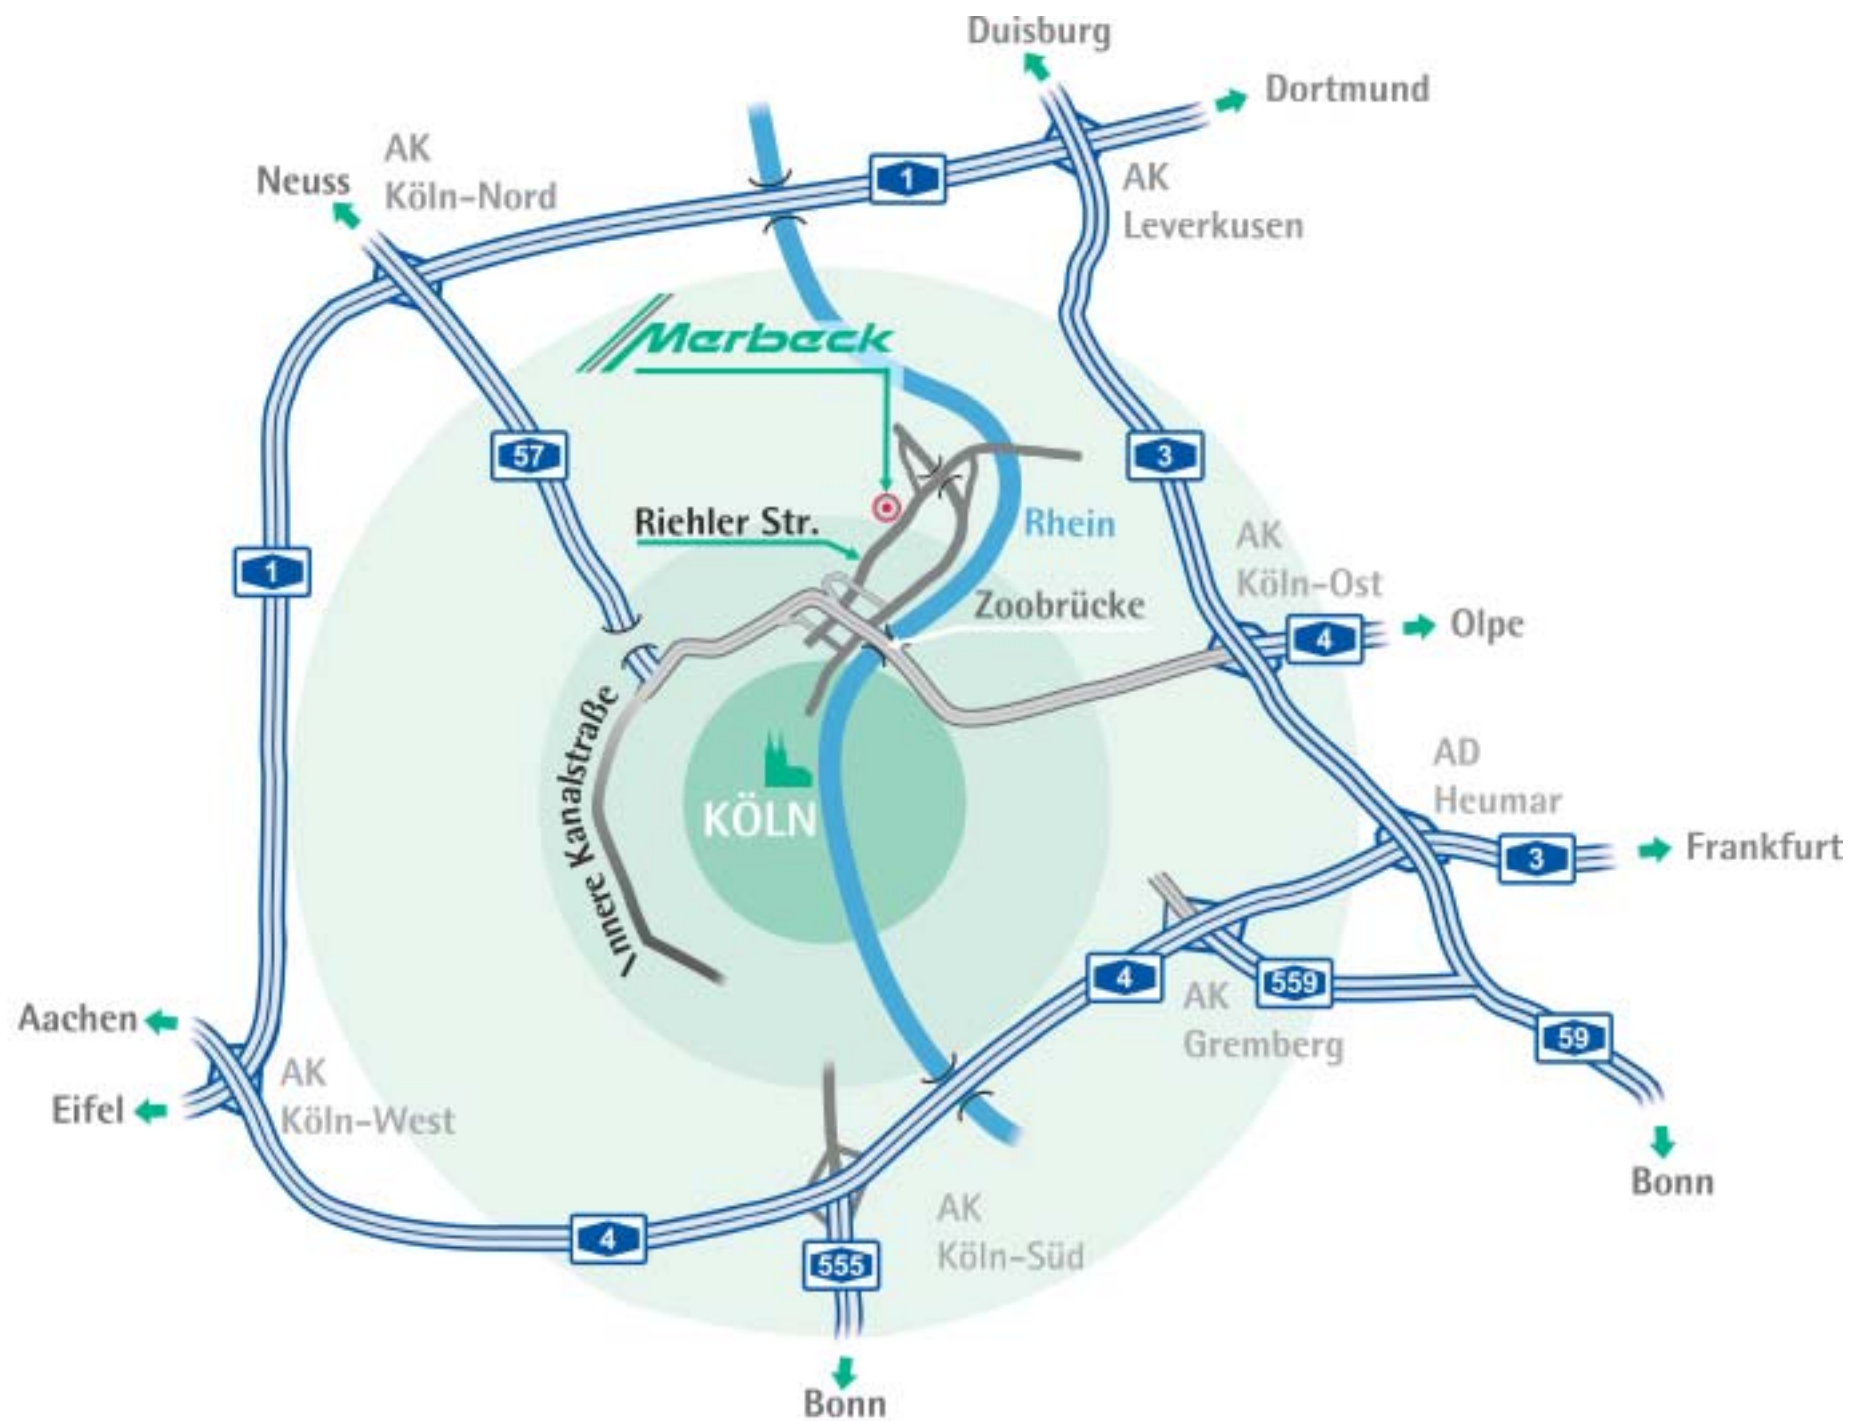 Duisburg
Dortmund
AK
Köln-Nord
Neuss
1
AK
Leverkusen
Merbeck
57
3
Riehler Str.
Rhein
AK
Köln-Ost
1
Zoobrücke
4
Olpe
Innere Kanalstraße
KÖLN
AD
Heumar
3
Frankfurt
4
559
AK
Gremberg
59
Aachen
Eifel
AK
Köln-West
Bonn
4
AK
Köln-Süd
555
Bonn